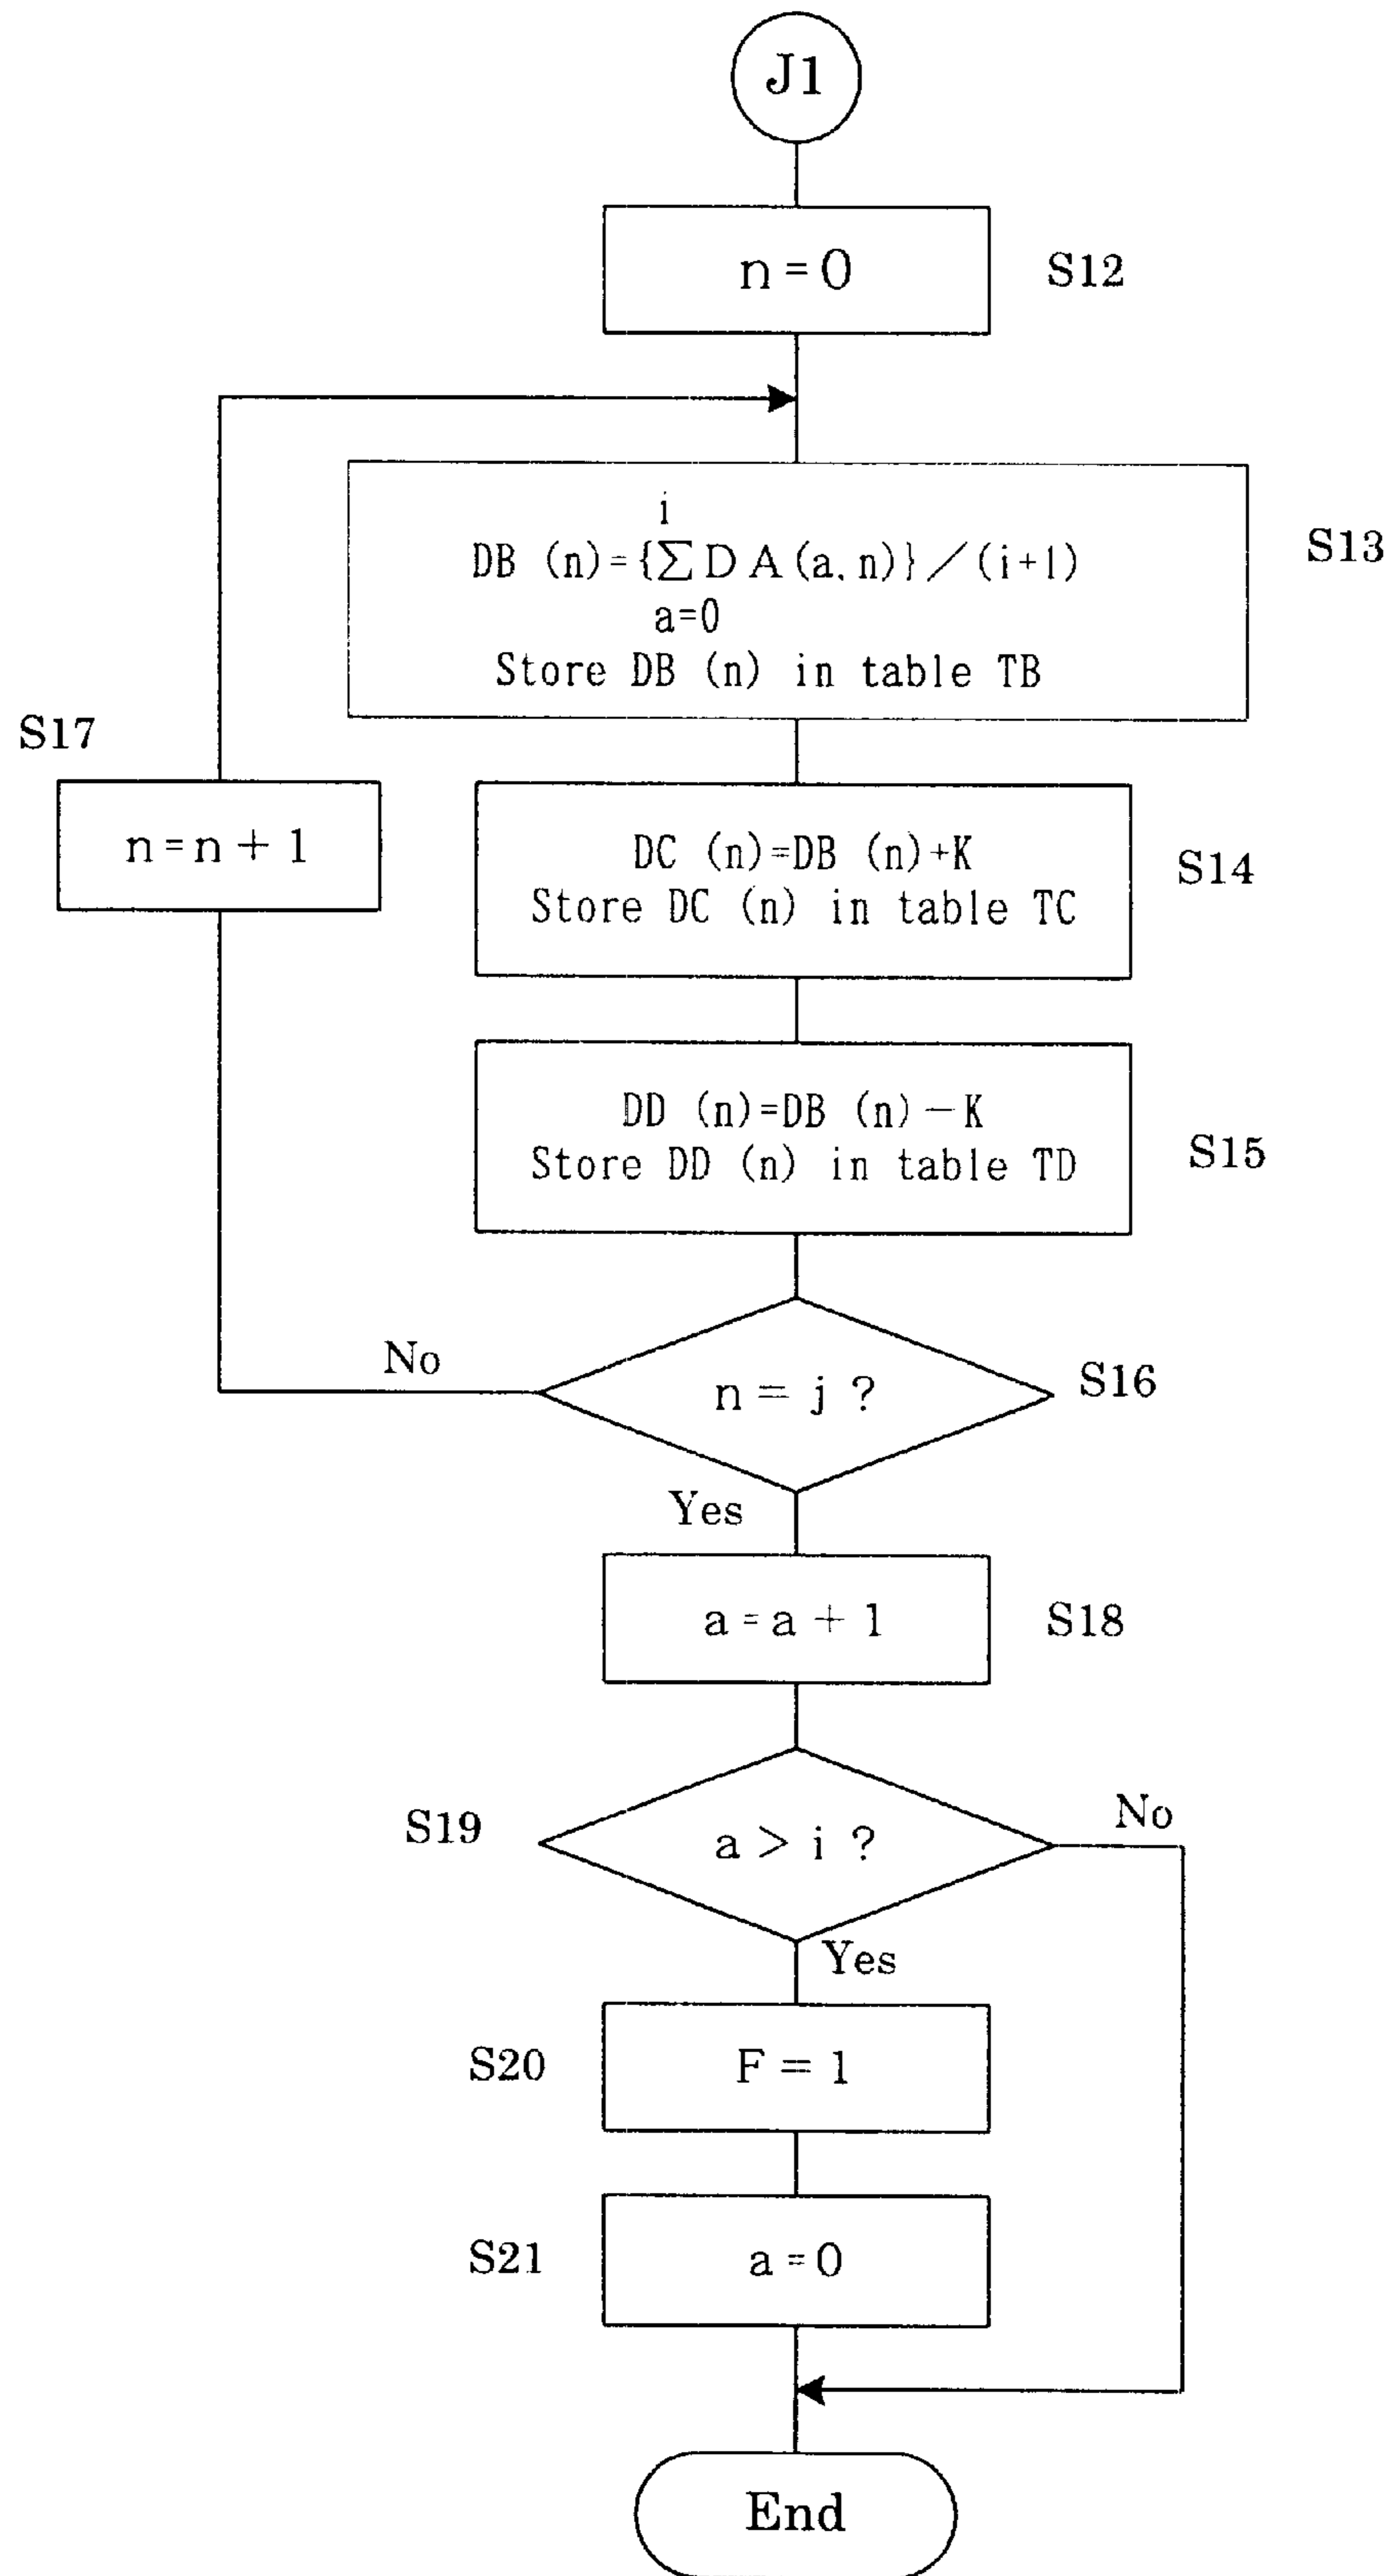 J1
n=0
S12
i
DB (n)={∑DA(a,n)}/(i+1)
a=0
Store DB (n) in table TB
S13
S17
n=n+1
DC (n)=DB (n)+K
Store DC (n) in table TC
S14
DD (n)=DB (n)−K
Store DD (n) in table TD
S15
No
n = j ?
S16
Yes
a=a+1
S18
S19
a > i ?
No
Yes
S20
F = 1
S21
a=0
End